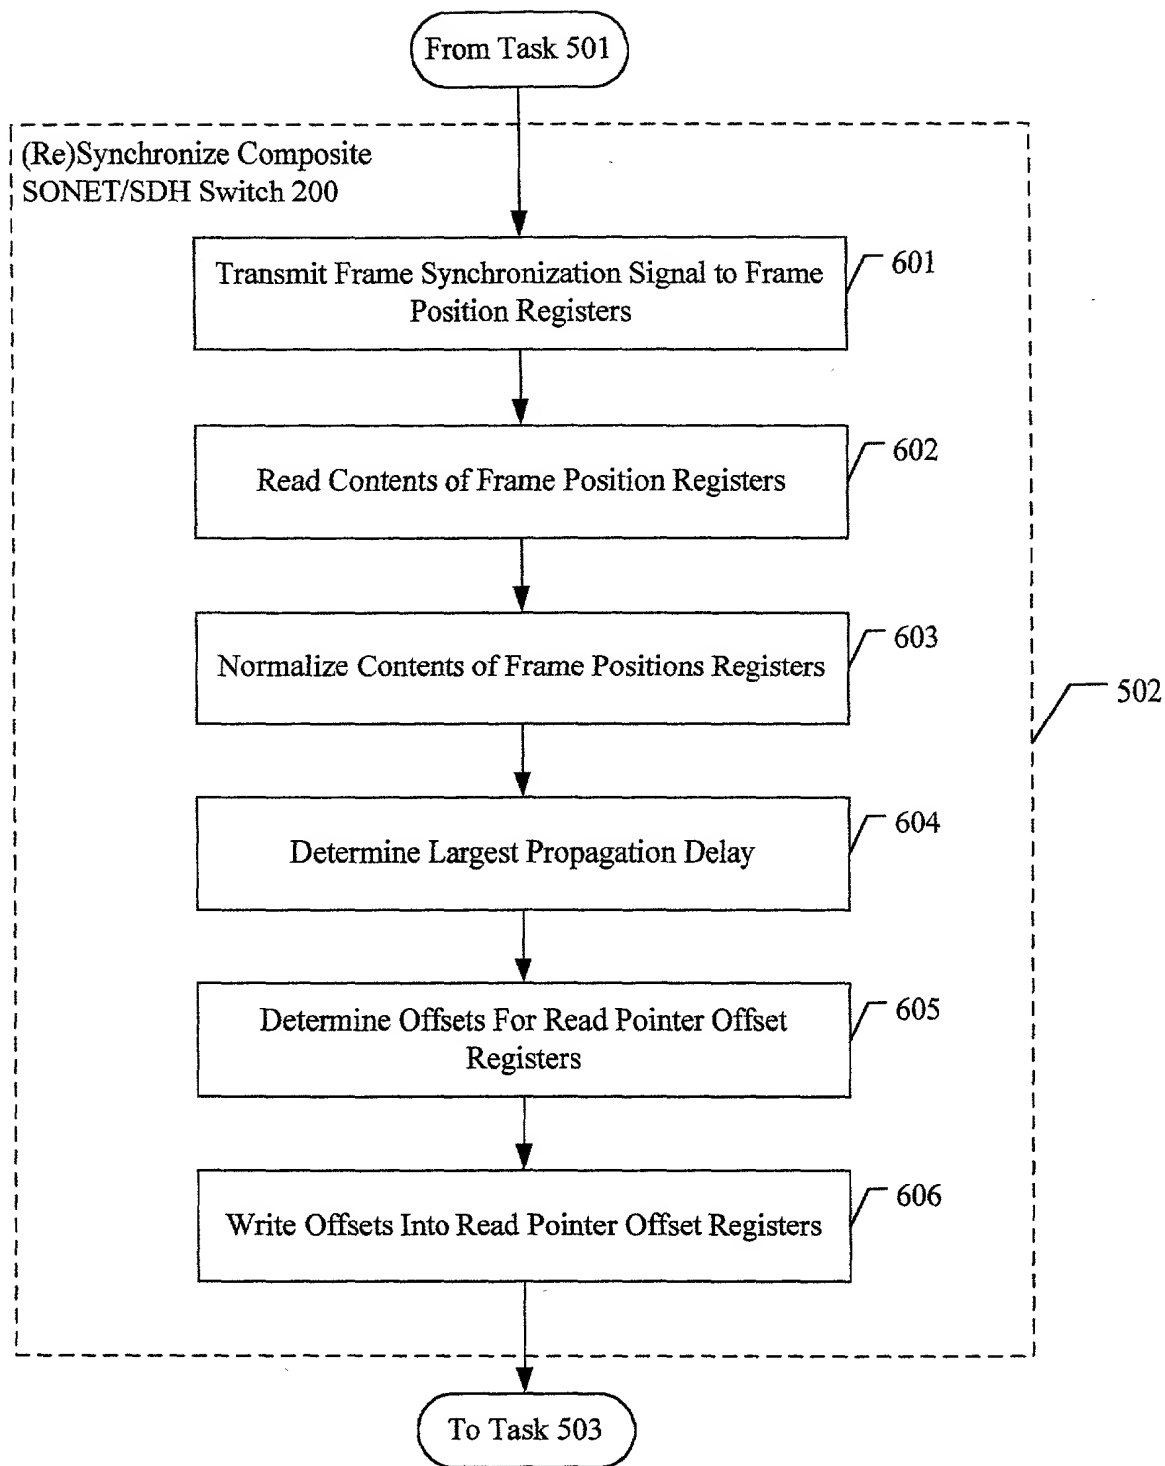 From Task 501
(Re)Synchronize Composite
SONET/SDH Switch 200
Transmit Frame Synchronization Signal to Frame
Position Registers
601
Read Contents of Frame Position Registers
602
Normalize Contents of Frame Positions Registers
603
502
Determine Largest Propagation Delay
604
Determine Offsets For Read Pointer Offset
Registers
605
Write Offsets Into Read Pointer Offset Registers
606
To Task 503